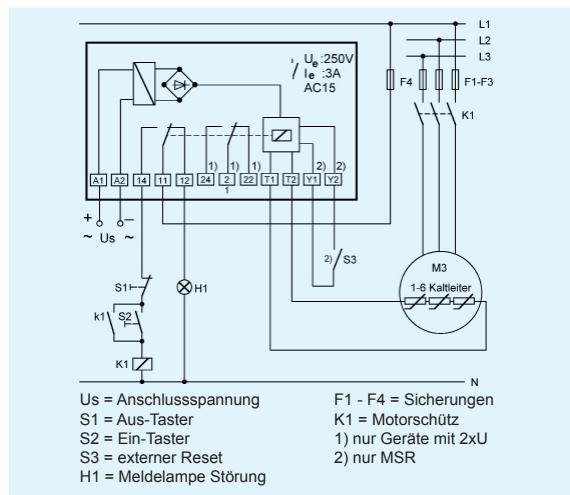 L1
L2
L3
Ue :250V
Ie :3A
AC15
F4
F1-F3
K1
1) 1) 1) 2) 2)
A1 A2 14 11 12 24 2 22 T1 T2 Y1 Y2
1
+ –
~ Us ~
2) S3
M3
1-6 Kaltleiter
S1
H1
k1 S2
K1
N
Us = Anschlussspannung
S1 = Aus-Taster
S2 = Ein-Taster
S3 = externer Reset
H1 = Meldelampe Störung
F1 - F4 = Sicherungen
K1 = Motorschütz
1) nur Geräte mit 2xU
2) nur MSR